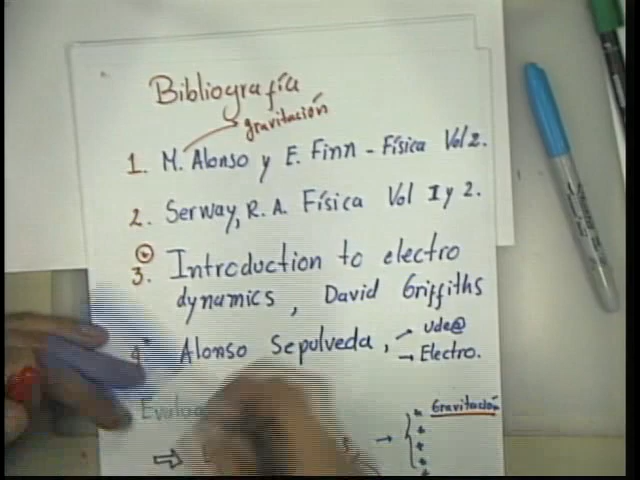 Bibliografía
gravitación
1. M. Alonso y E. Finn - Física Vol 2.
2. Serway, R. A. Física Vol I y 2.
3. Introduction to electro
dynamics, David Griffiths
4. Alonso Sepulveda, → Ude@
→ Electro.
Gravitación